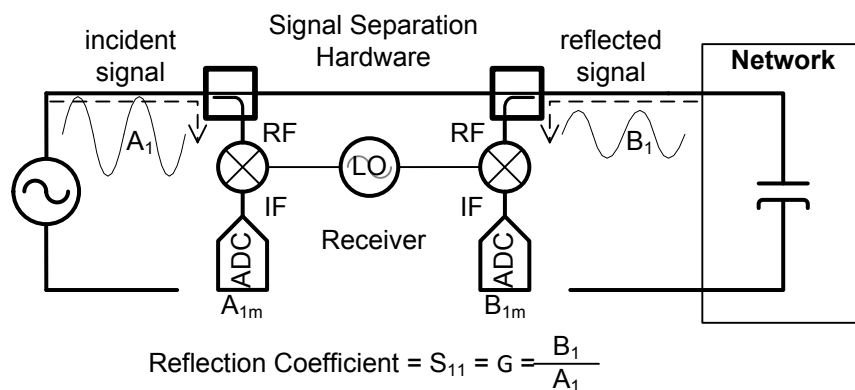 incident signal
Signal Separation Hardware
reflected signal
Network
A1
RF
RF
B1
LO
IF
IF
Receiver
ADC
ADC
A1m
B1m
Reflection Coefficient = S11 = G = B1
A1